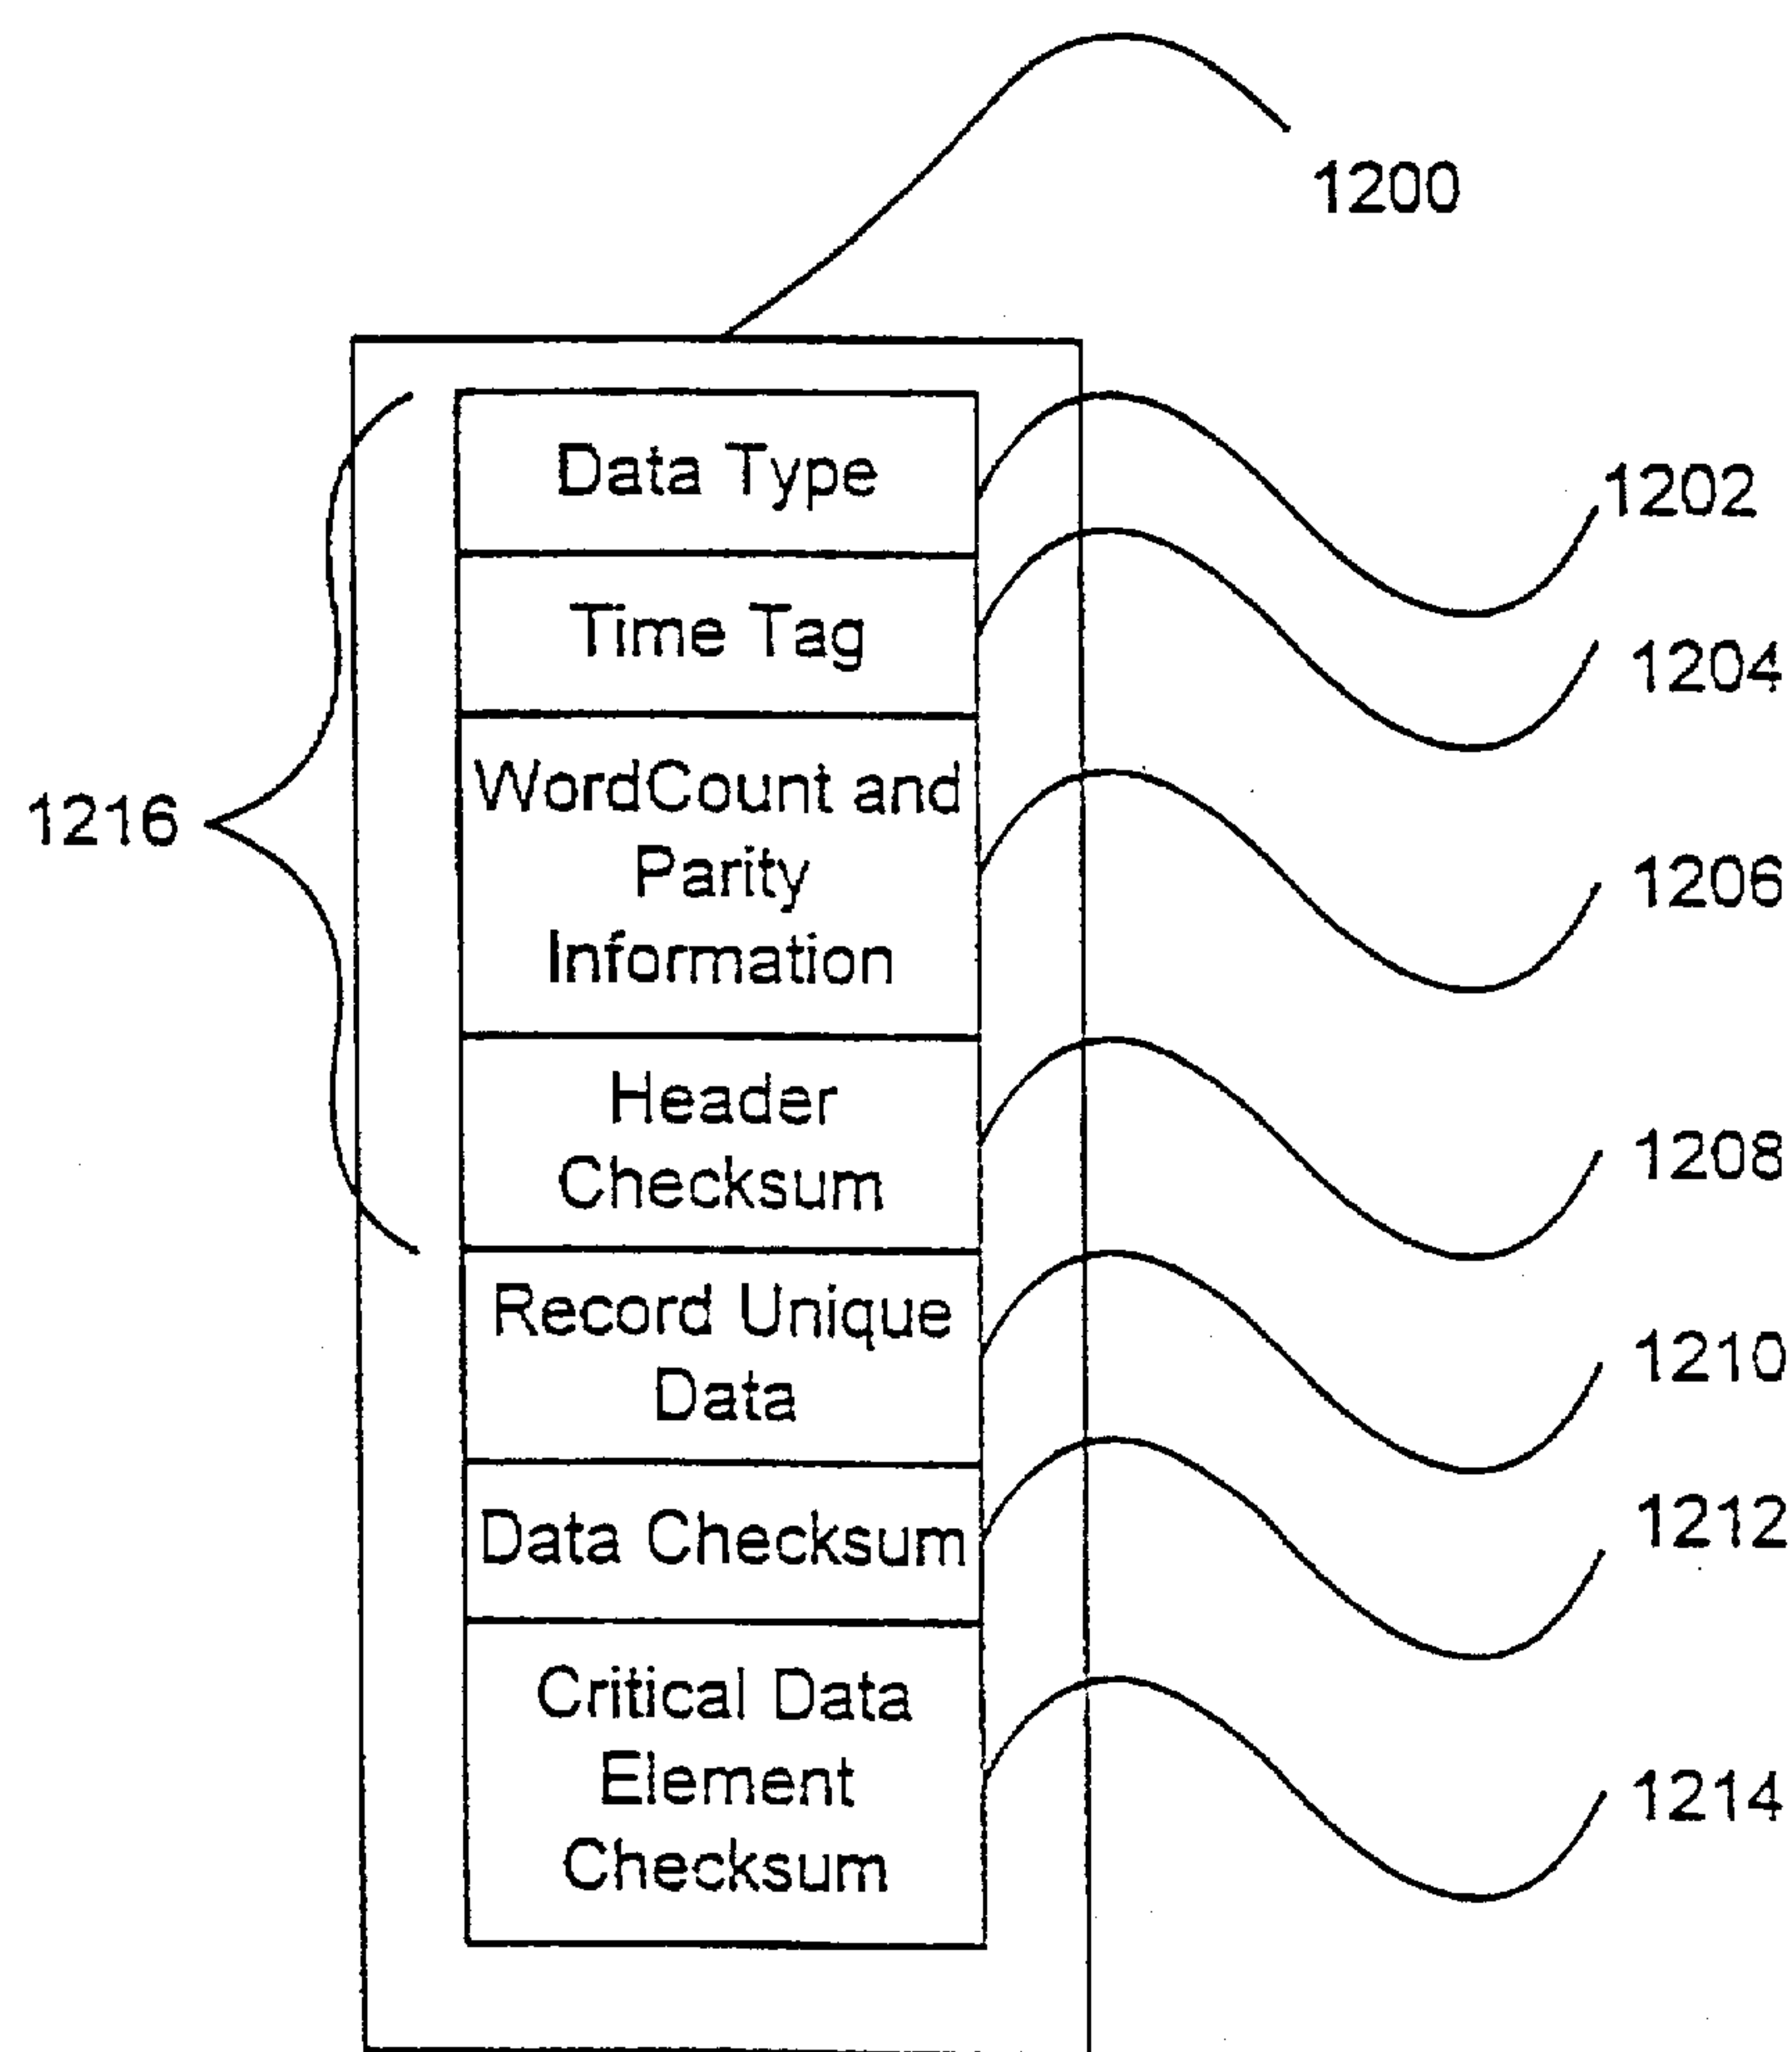 1200
Data Type
1202
Time Tag
1204
WordCount and
Parity
Information
1206
1216
Header
Checksum
1208
Record Unique
Data
1210
Data Checksum
1212
Critical Data
Element
Checksum
1214